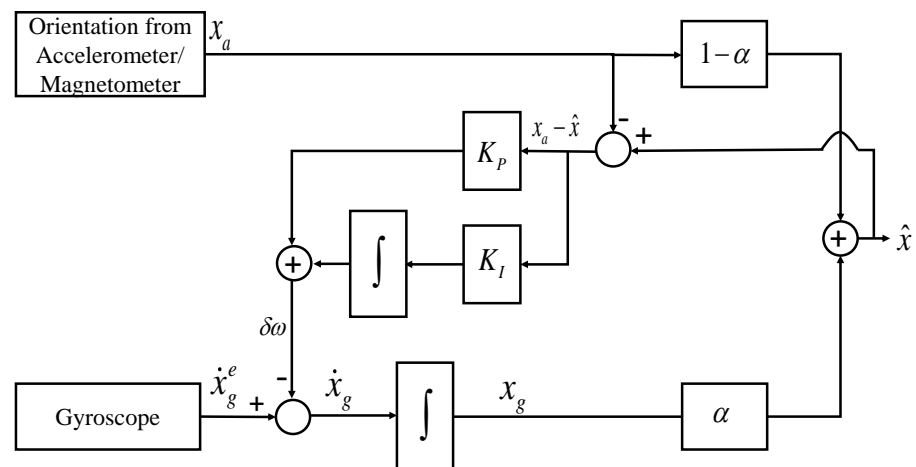 Orientation from
Accelerometer/
Magnetometer
x_a
1−α
-
+
x_a − x̂
K_P
K_I
∫
+
+
x̂
δω
-
ẋ_g^e
+
ẋ_g
Gyroscope
∫
x_g
α